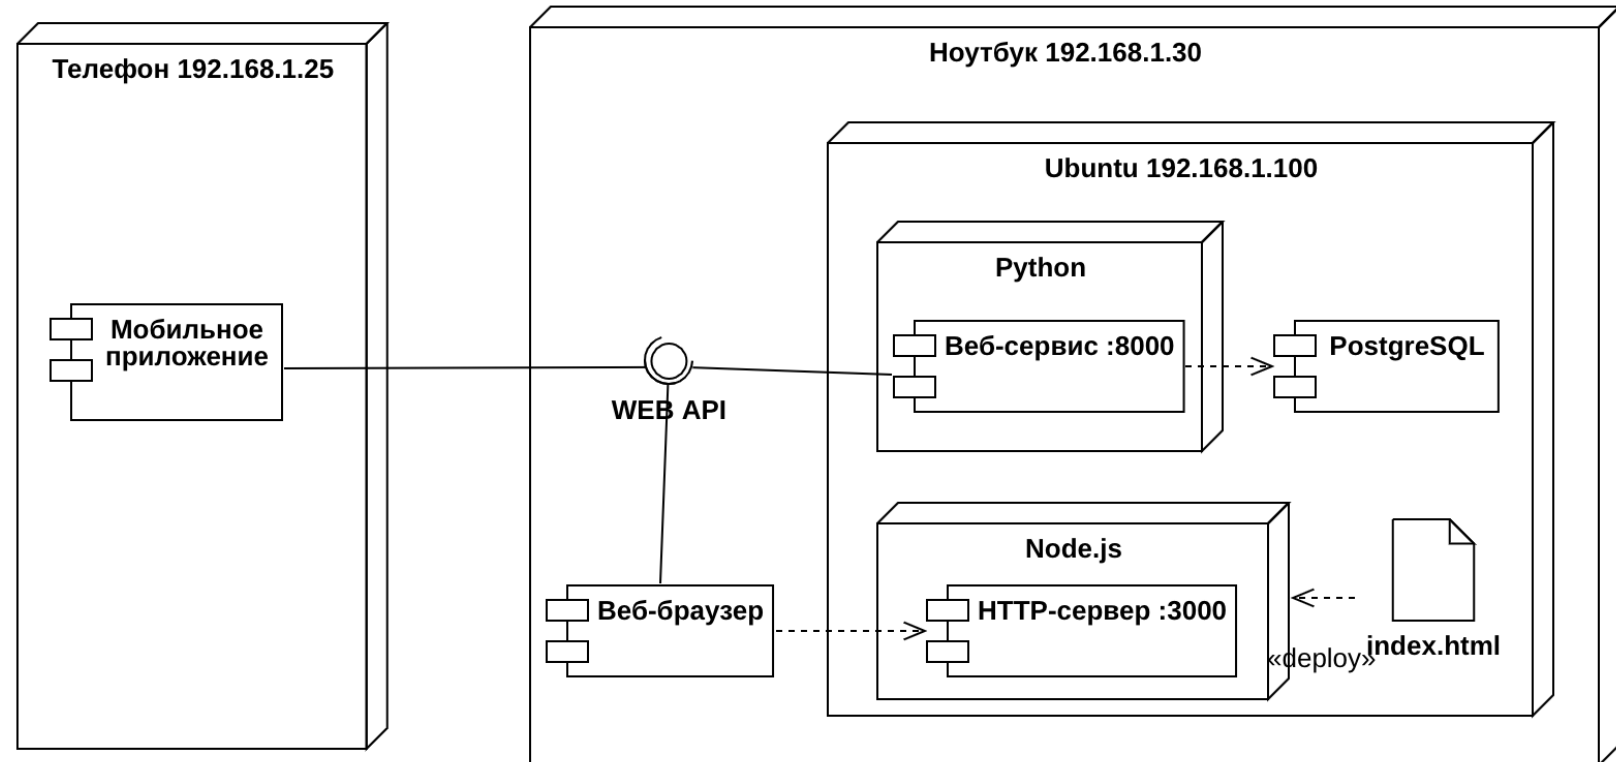 Телефон 192.168.1.25
Мобильное
приложение
Ноутбук 192.168.1.30
Ubuntu 192.168.1.100
Python
Веб-сервис :8000
PostgreSQL
WEB API
Node.js
Веб-браузер
HTTP-сервер :3000
index.html
«deploy»